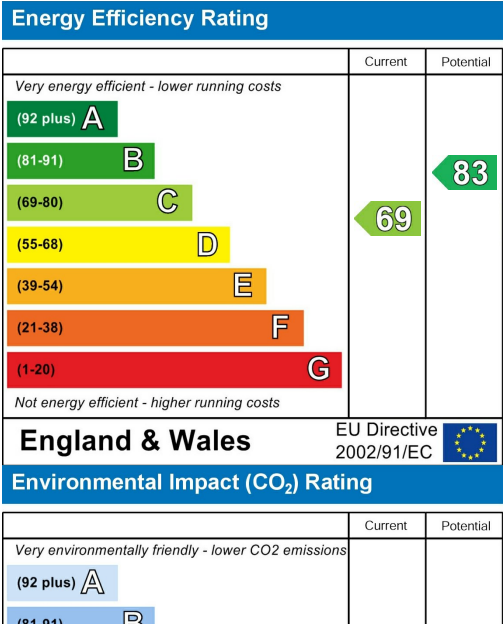 Energy Efficiency Rating
Current Potential
Very energy efficient - lower running costs
(92 plus) A
(81-91) B
83
(69-80) C
69
(55-68) D
(39-54) E
(21-38) F
(1-20) G
Not energy efficient - higher running costs
England & Wales
EU Directive
2002/91/EC
Environmental Impact (CO₂) Rating
Current Potential
Very environmentally friendly - lower CO2 emissions
(92 plus) A
(81-91) B